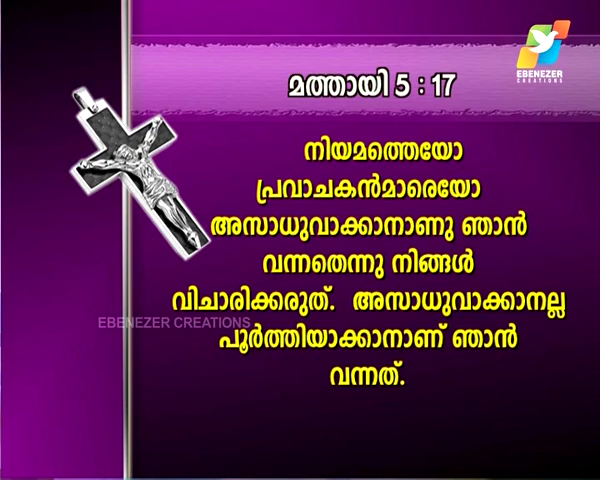 EBENEZER
CREATIONS
മത്തായി 5 : 17
നിയമത്തെയോ
പ്രവാചകൻമാരെയോ
അസാധുവാക്കാനാണു ഞാൻ
വന്നതെന്നു നിങ്ങൾ
വിചാരിക്കരുത്. അസാധുവാക്കാനല്ല
EBENEZER CREATIONS
പൂർത്തിയാക്കാനാണ് ഞാൻ
വന്നത്.